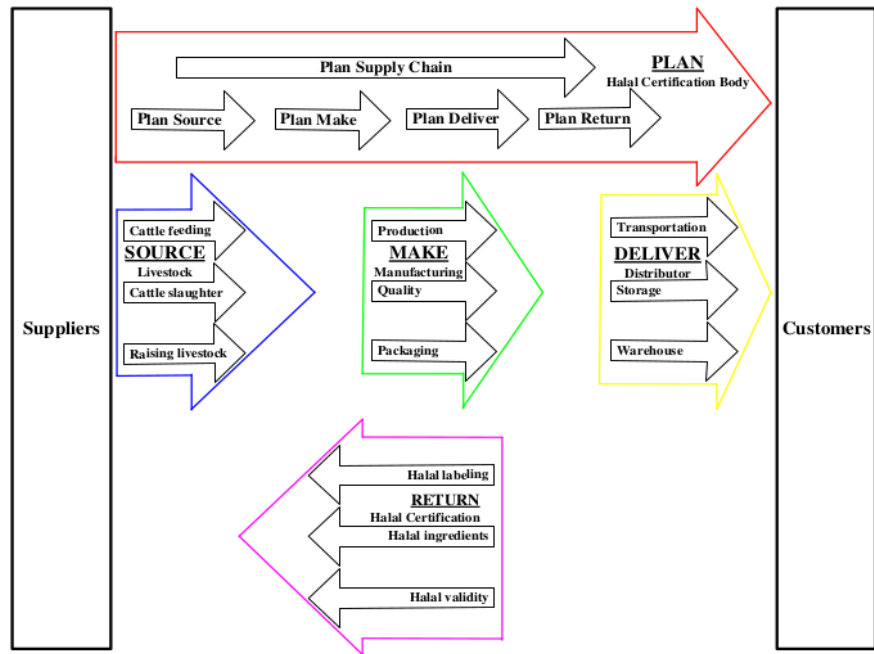 Suppliers
Plan Supply Chain
PLAN
Halal Certification Body
Plan Source
Plan Make
Plan Deliver
Plan Return
Cattle feeding
SOURCE
Livestock
Cattle slaughter
Raising livestock
Production
MAKE
Manufacturing
Quality
Packaging
Transportation
DELIVER
Distributor
Storage
Warehouse
Customers
Halal labeling
RETURN
Halal Certification
Halal ingredients
Halal validity